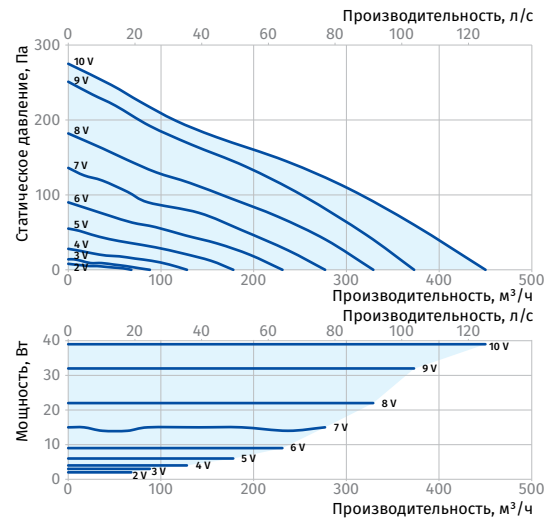 Производительность, л/с
0 20 40 60 80 100 120
Статическое давление, Па
300
200
100
0
10 V
9 V
8 V
7 V
6 V
5 V
4 V
3 V
2 V
0 100 200 300 400 500
Производительность, м³/ч
Производительность, л/с
0 20 40 60 80 100 120
Мощность, Вт
40
30
20
10
0
10 V
9 V
8 V
7 V
6 V
5 V
4 V
3 V
2 V
0 100 200 300 400 500
Производительность, м³/ч